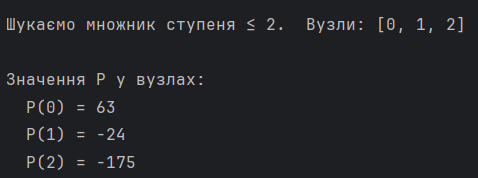 Шукаємо множник ступеня ≤ 2.  Вузли: [0, 1, 2]
Значення P у вузлах:
P(0) = 63
P(1) = -24
P(2) = -175